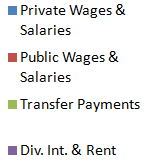 Private Wages &
Salaries
Public Wages &
Salaries
Transfer Payments
Div. Int. & Rent